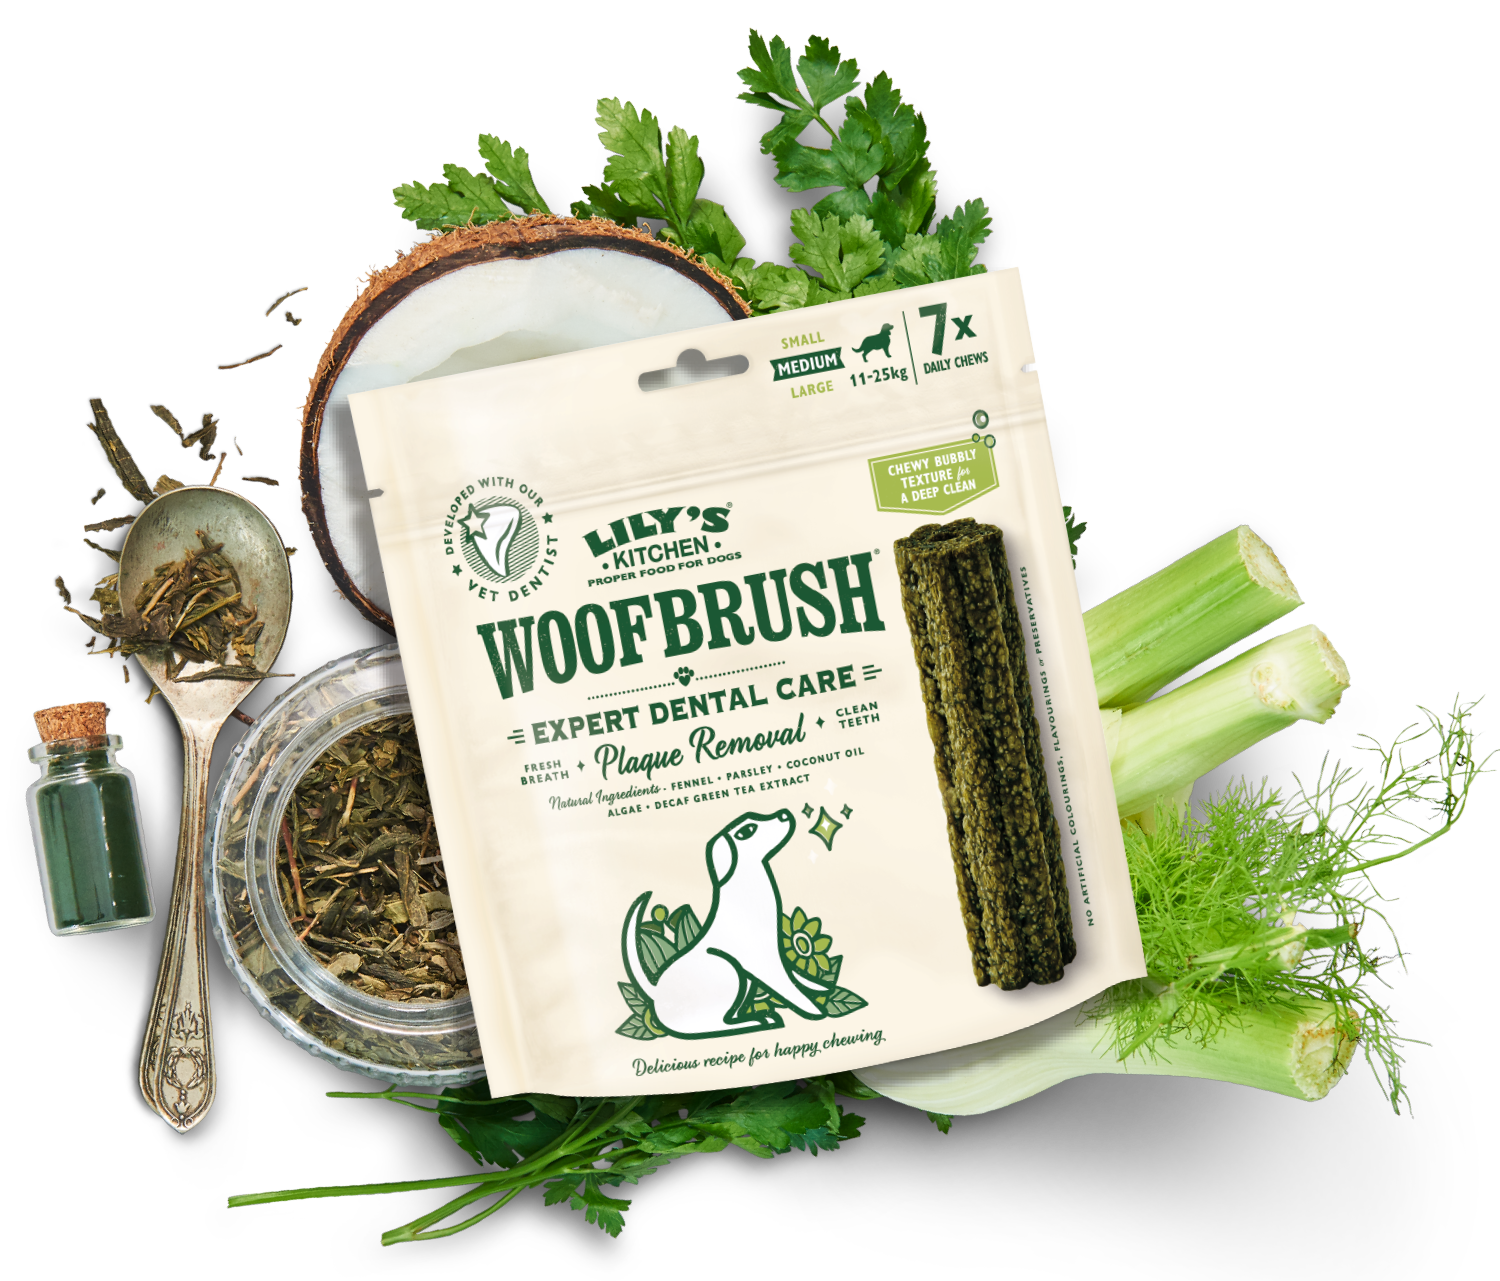 SMALL
MEDIUM
LARGE
11-25kg
7x
DAILY CHEWS
CHEWY BUBBLY
TEXTURE for
A DEEP CLEAN
DEVELOPED WITH OUR
VET DENTIST
LILY'S®
• KITCHEN •
PROPER FOOD FOR DOGS
WOOFBRUSH®
EXPERT DENTAL CARE
FRESH
BREATH
Plaque Removal
CLEAN
TEETH
Natural Ingredients • FENNEL • PARSLEY • COCONUT OIL
ALGAE • DECAF GREEN TEA EXTRACT
Delicious recipe for happy chewing
NO ARTIFICIAL COLOURINGS, FLAVOURINGS or PRESERVATIVES